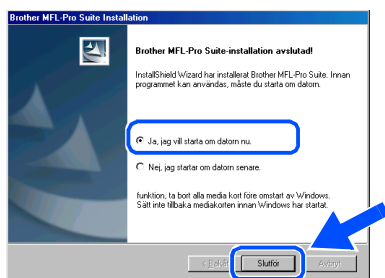 Brother MFL-Pro Suite Installation
Brother MFL-Pro Suite-installation avslutad!
InstallShield Wizard har installerat Brother MFL-Pro Suite. Innan
programmet kan användas, måste du starta om datorn.
Ja, jag vill starta om datorn nu.
Nej, jag startar om datorn senare.
funktion, ta bort alla media kort före omstart av Windows.
Sätt inte tillbaka mediakorten innan Windows har startat.
Slutför
Avbryt